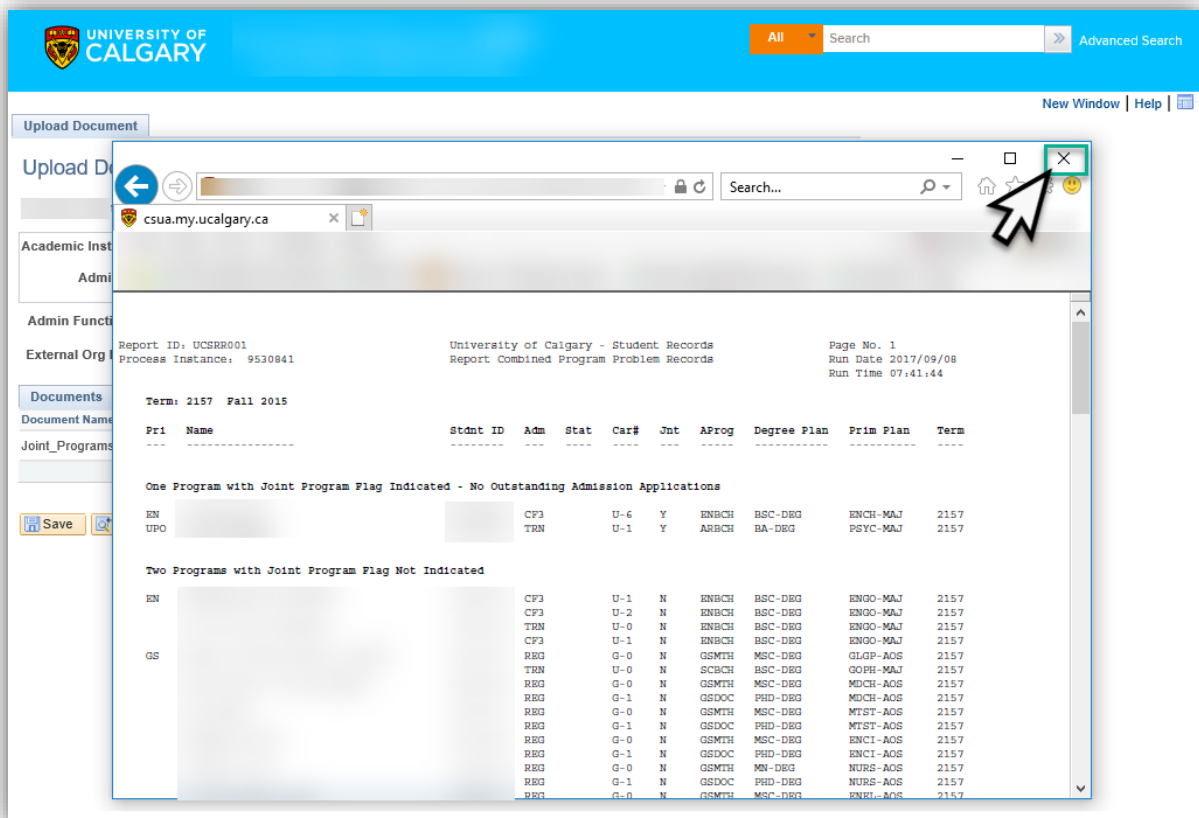 UNIVERSITY OF
CALGARY
All
Search
Advanced Search
New Window | Help |
Upload Document
Upload D
csua.my.ucalgary.ca
Search...
Academic Inst
Admi
Admin Functi
External Org
Documents
Document Name
Joint_Programs
Save
Report ID: UCSRR001 University of Calgary - Student Records Page No. 1
Process Instance: 9530841 Report Combined Program Problem Records Run Date 2017/09/08
Run Time 07:41:44
Term: 2157 Fall 2015
Pri Name Stdnt ID Adm Stat Car# Jnt AProg Degree Plan Prim Plan Term
--- ---------------- -------- --- ---- ---- --- ----- ----------- ---------- ----
One Program with Joint Program Flag Indicated - No Outstanding Admission Applications
EN CF3 U-6 Y ENBCH BSC-DEG ENCH-MAJ 2157
UPO TRN U-1 Y ARBCH BA-DEG PSYC-MAJ 2157
Two Programs with Joint Program Flag Not Indicated
EN CF3 U-1 N ENBCH BSC-DEG ENGO-MAJ 2157
CF3 U-2 N ENBCH BSC-DEG ENGO-MAJ 2157
TRN U-0 N ENBCH BSC-DEG ENGO-MAJ 2157
CF3 U-1 N ENBCH BSC-DEG ENGO-MAJ 2157
GS REG G-0 N GSMTH MSC-DEG GLGP-AOS 2157
TRN U-0 N SCBCH BSC-DEG GOPH-MAJ 2157
REG G-0 N GSMTH MSC-DEG MDCH-AOS 2157
REG G-1 N GSDOC PHD-DEG MDCH-AOS 2157
REG G-0 N GSMTH MSC-DEG MTST-AOS 2157
REG G-1 N GSDOC PHD-DEG MTST-AOS 2157
REG G-0 N GSMTH MSC-DEG ENCI-AOS 2157
REG G-1 N GSDOC PHD-DEG ENCI-AOS 2157
REG G-0 N GSMTH MN-DEG NURS-AOS 2157
REG G-1 N GSDOC PHD-DEG NURS-AOS 2157
REG G-0 N GSMTH MSC-DEG ENEL-AOS 2157